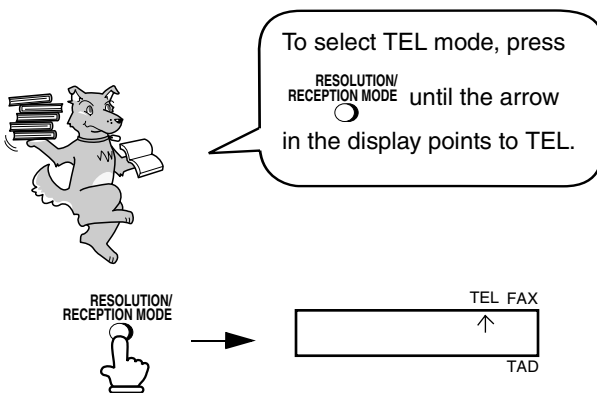 To select TEL mode, press
RESOLUTION/
RECEPTION MODE until the arrow
in the display points to TEL.
RESOLUTION/
RECEPTION MODE
TEL FAX
TAD